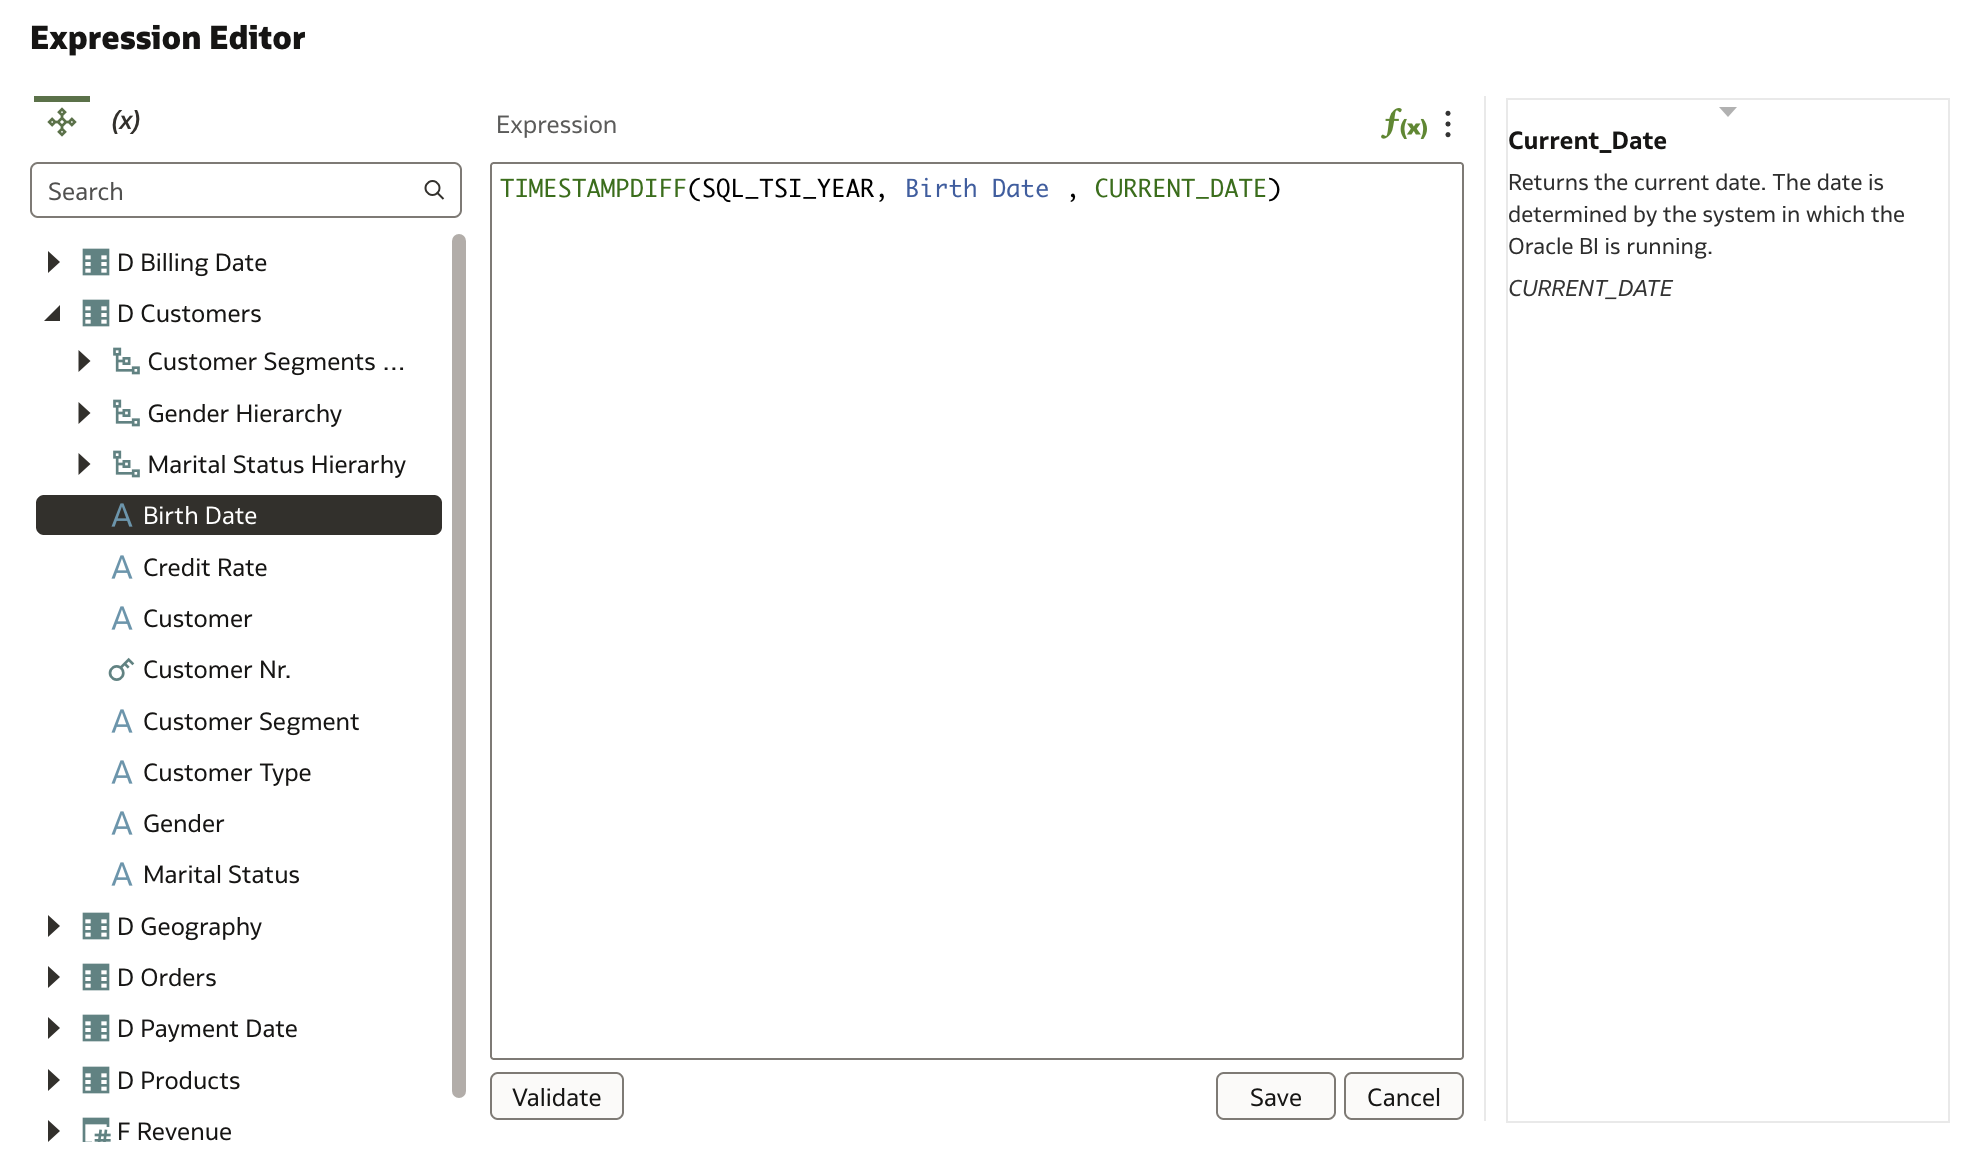 Expression Editor
(x)
Search
D Billing Date
D Customers
Customer Segments ...
Gender Hierarchy
Marital Status Hierarhy
Birth Date
Credit Rate
Customer
Customer Nr.
Customer Segment
Customer Type
Gender
Marital Status
D Geography
D Orders
D Payment Date
D Products
F Revenue
Expression
f(x)
TIMESTAMPDIFF(SQL_TSI_YEAR, Birth Date , CURRENT_DATE)
Validate
Save
Cancel
Current_Date
Returns the current date. The date is
determined by the system in which the
Oracle BI is running.
CURRENT_DATE